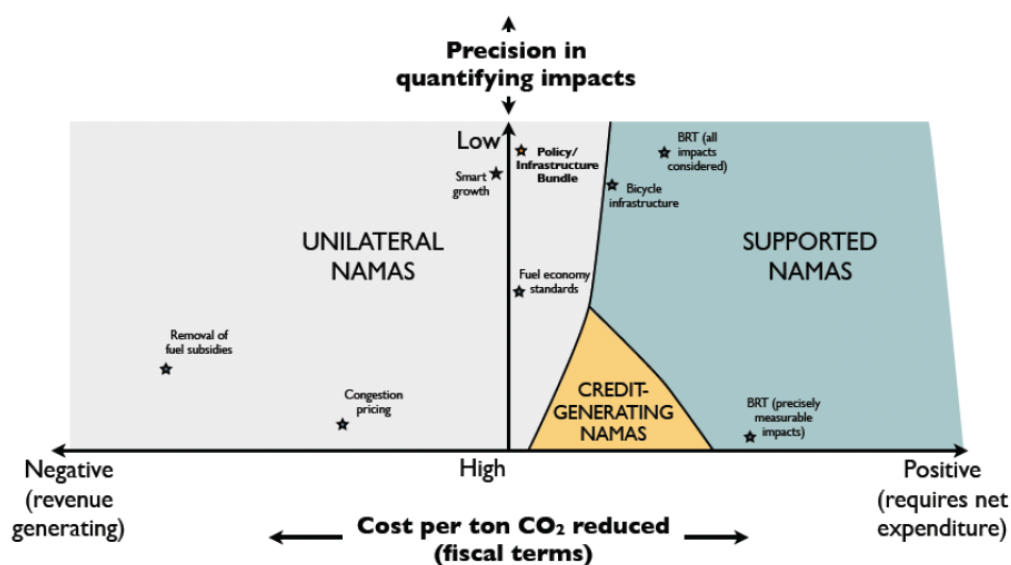 Precision in
quantifying impacts
Low
Policy/
Infrastructure
Bundle
BRT (all
impacts
considered)
Smart
growth
Bicycle
infrastructure
UNILATERAL
NAMAS
SUPPORTED
NAMAS
Fuel economy
standards
Removal of
fuel subsidies
Congestion
pricing
CREDIT-
GENERATING
NAMAS
BRT (precisely
measurable
impacts)
Negative
(revenue
generating)
High
Positive
(requires net
expenditure)
Cost per ton CO₂ reduced
(fiscal terms)